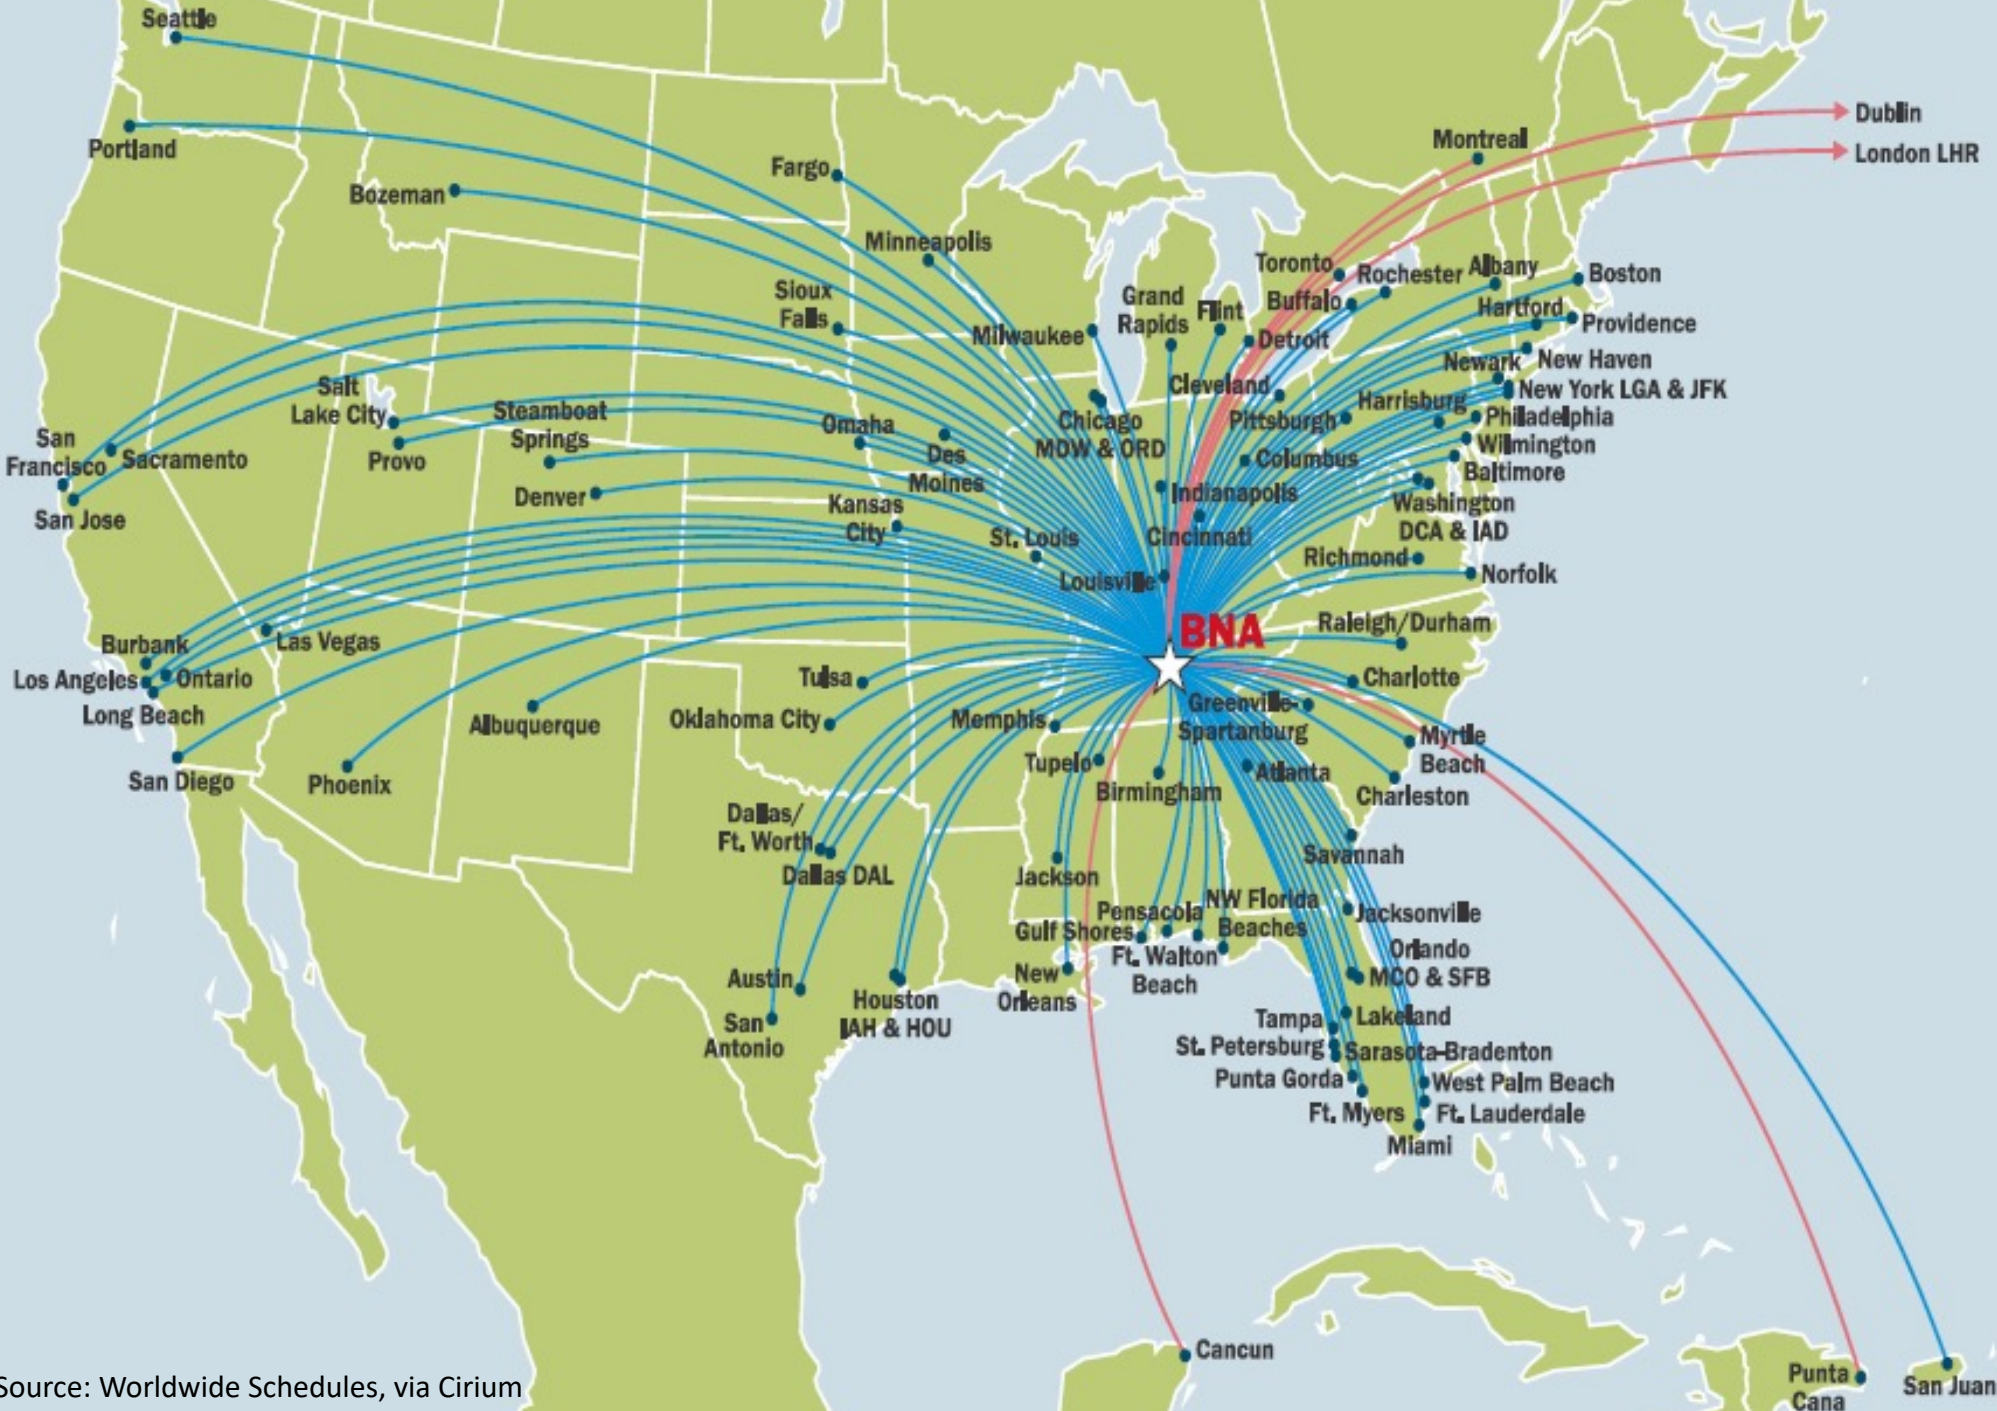 Seattle
Portland
Bozeman
Fargo
Minneapolis
Sioux
Falls
Milwaukee
Grand
Rapids
Flint
Detroit
Montreal
Dublin
London LHR
Toronto
Rochester
Albany
Boston
Buffalo
Hartford
Providence
Newark
New Haven
New York LGA & JFK
Cleveland
Pittsburgh
Harrisburg
Philadelphia
Wilmington
Baltimore
Washington
DCA & IAD
Columbus
Indianapolis
Cincinnati
Chicago
MDW & ORD
Salt
Lake City
Provo
Steamboat
Springs
Denver
Omaha
Des
Moines
Kansas
City
St. Louis
Louisville
San
Francisco
Sacramento
San Jose
Richmond
Norfolk
BNA
Raleigh/Durham
Burbank
Las Vegas
Los Angeles
Ontario
Long Beach
San Diego
Phoenix
Albuquerque
Tulsa
Oklahoma City
Memphis
Tupelo
Birmingham
Greenville-
Spartanburg
Charlotte
Myrtle
Beach
Atlanta
Charleston
Savannah
Dallas/
Ft. Worth
Dallas DAL
Jackson
Austin
San
Antonio
Houston
IAH & HOU
New
Orleans
Gulf Shores
Pensacola
Ft. Walton
Beach
NW Florida
Beaches
Jacksonville
Orlando
MCO & SFB
Tampa
Lakeland
St. Petersburg
Sarasota-Bradenton
Punta Gorda
West Palm Beach
Ft. Myers
Ft. Lauderdale
Miami
Cancun
Punta
Cana
San Juan
Source: Worldwide Schedules, via Cirium